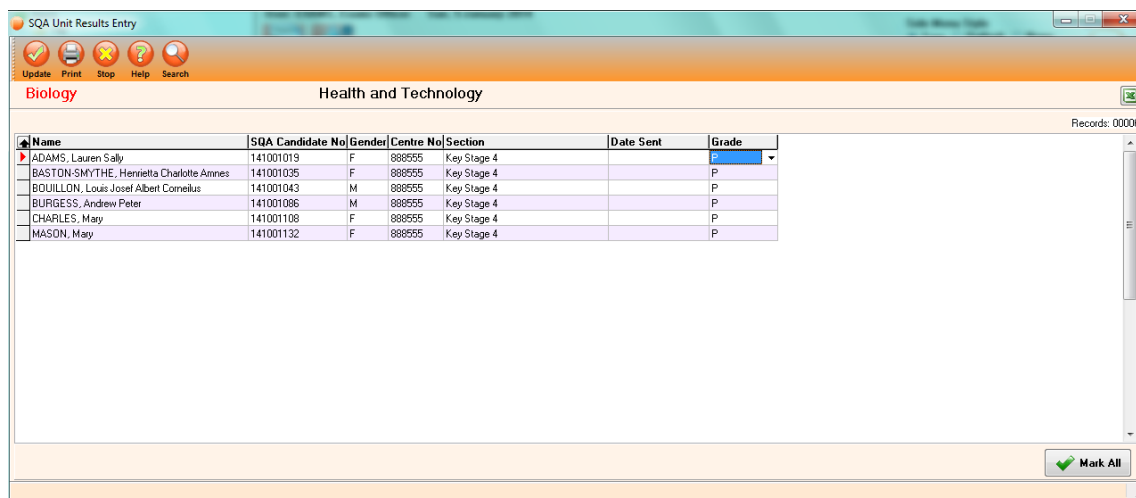 SQA Unit Results Entry
Update Print Stop Help Search
Biology Health and Technology
Records: 00006
Name SQA Candidate No Gender Centre No Section Date Sent Grade
ADAMS, Lauren Sally 141001019 F 888555 Key Stage 4 P
BASTON-SMYTHE, Henrietta Charlotte Amnes 141001035 F 888555 Key Stage 4 P
BOUILLON, Louis Josef Albert Corneilus 141001043 M 888555 Key Stage 4 P
BURGESS, Andrew Peter 141001086 M 888555 Key Stage 4 P
CHARLES, Mary 141001108 F 888555 Key Stage 4 P
MASON, Mary 141001132 F 888555 Key Stage 4 P
Mark All